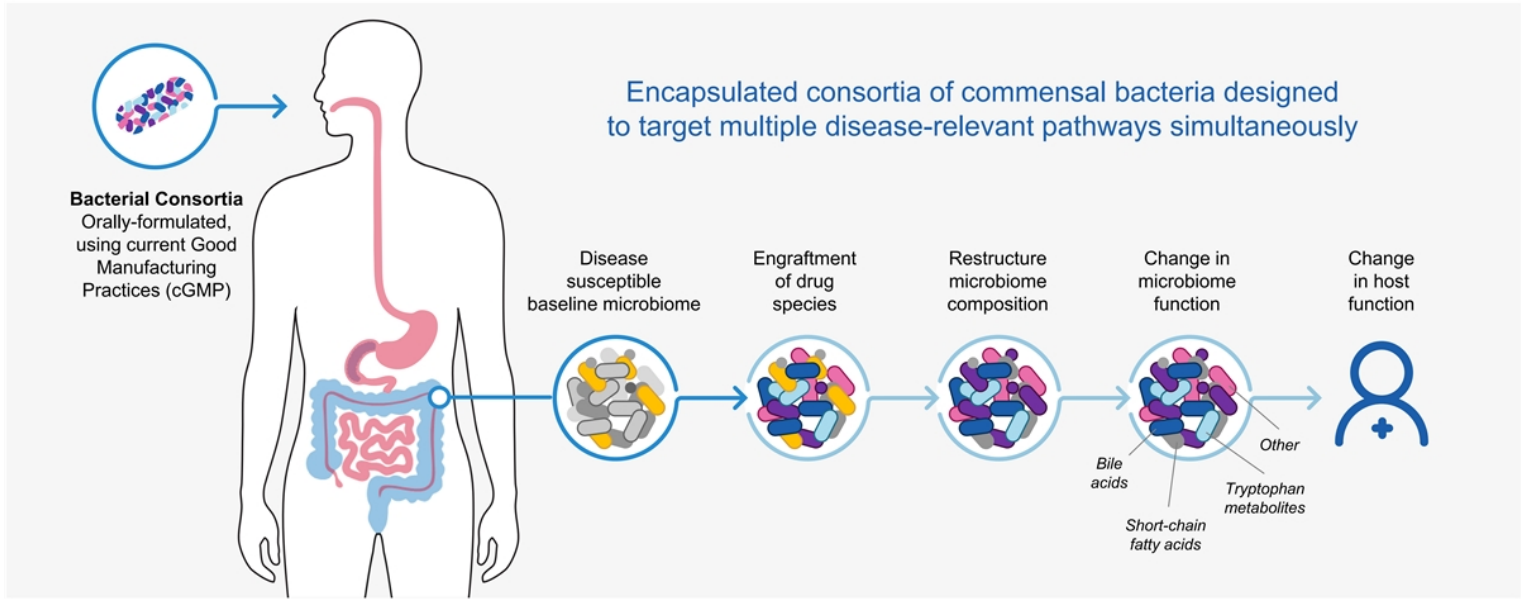 Encapsulated consortia of commensal bacteria designed
to target multiple disease-relevant pathways simultaneously
Bacterial Consortia
Orally-formulated,
using current Good
Manufacturing
Practices (cGMP)
Disease
susceptible
baseline microbiome
Engraftment
of drug
species
Restructure
microbiome
composition
Change in
microbiome
function
Change
in host
function
Bile
acids
Short-chain
fatty acids
Tryptophan
metabolites
Other